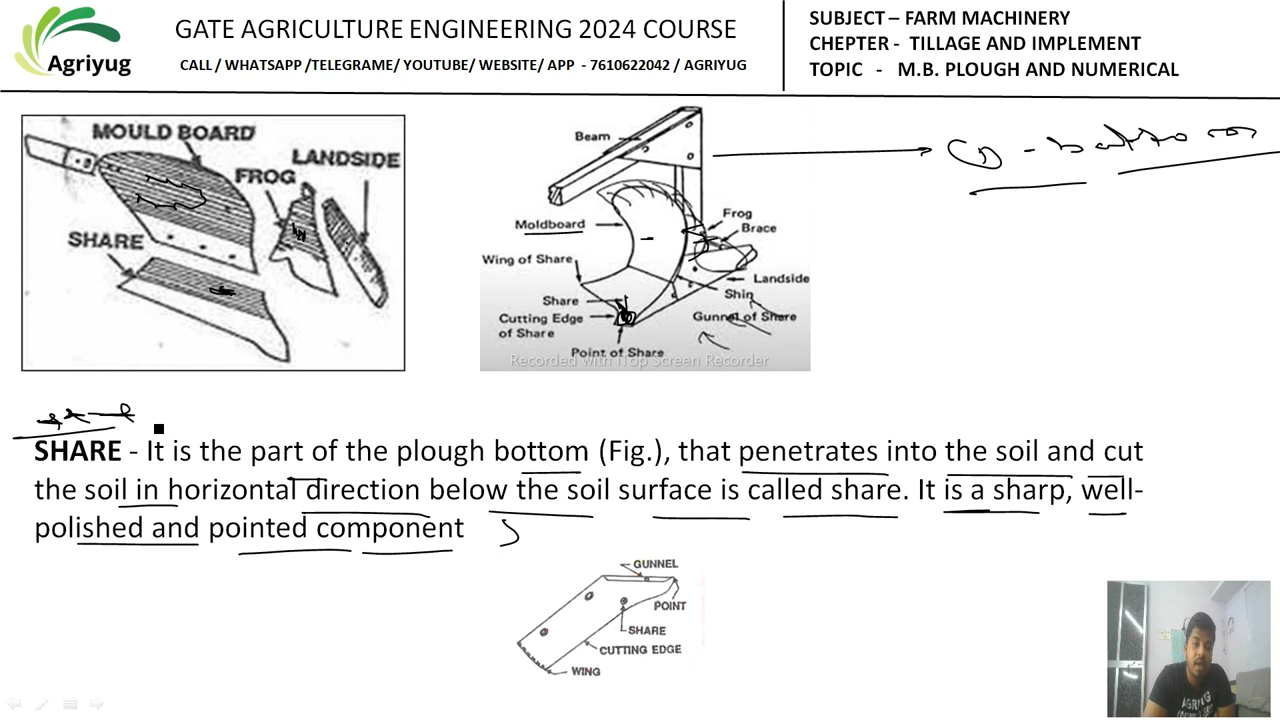 Agriyug
GATE AGRICULTURE ENGINEERING 2024 COURSE
CALL / WHATSAPP /TELEGRAME/ YOUTUBE/ WEBSITE/ APP - 7610622042 / AGRIYUG
SUBJECT – FARM MACHINERY
CHEPTER - TILLAGE AND IMPLEMENT
TOPIC - M.B. PLOUGH AND NUMERICAL
MOULD BOARD
LANDSIDE
FROG
SHARE
Beam
Moldboard
Frog
Brace
Wing of Share
Landside
Share
Shin
Cutting Edge
of Share
Gunnel of Share
Point of Share
Recorded with iTop Screen Recorder
SHARE - It is the part of the plough bottom (Fig.), that penetrates into the soil and cut
the soil in horizontal direction below the soil surface is called share. It is a sharp, well-
polished and pointed component
GUNNEL
POINT
SHARE
CUTTING EDGE
WING